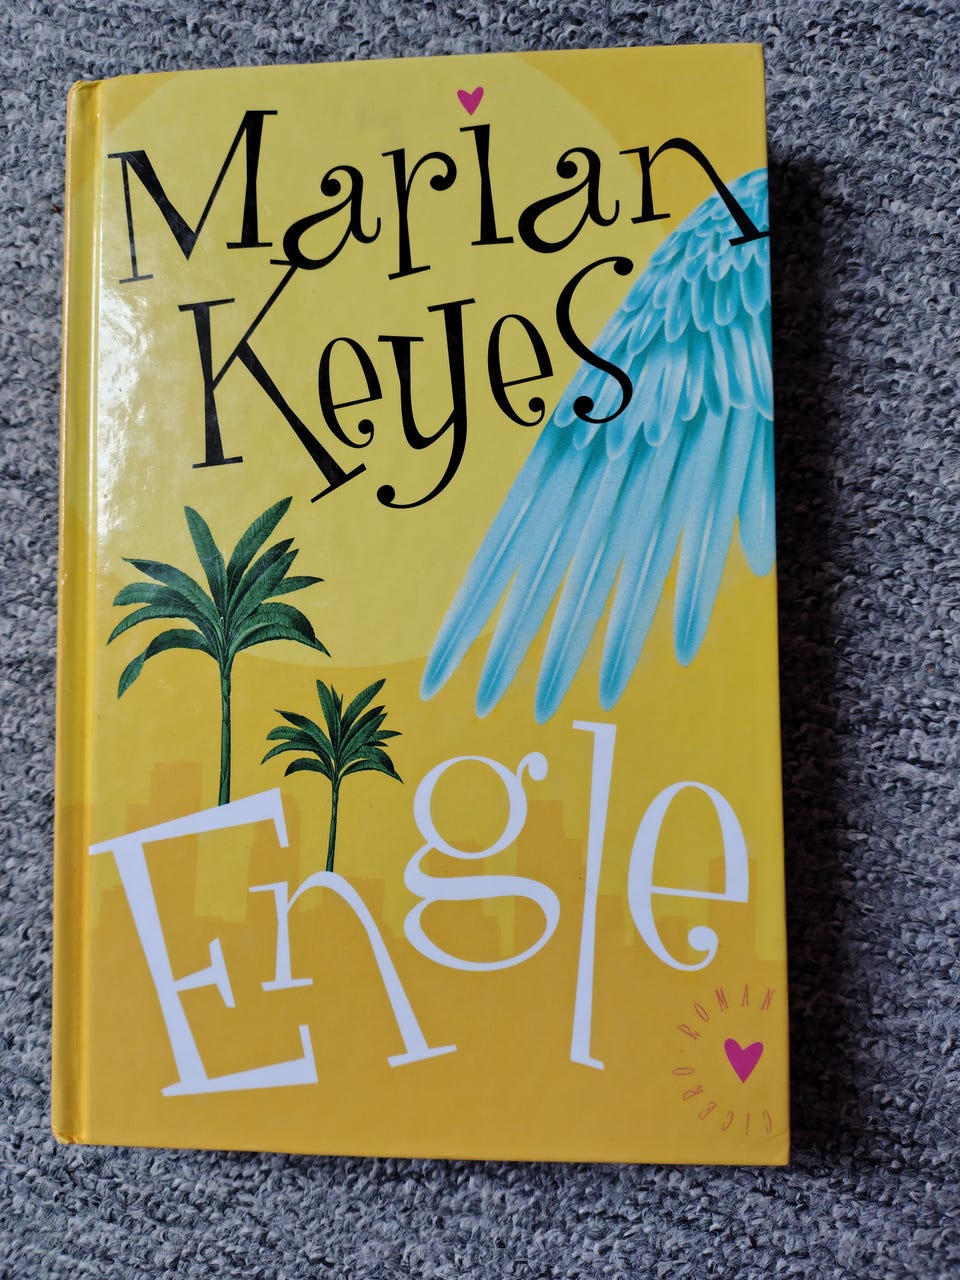 Marian
Keyes
Engle
CICERO · ROMAN